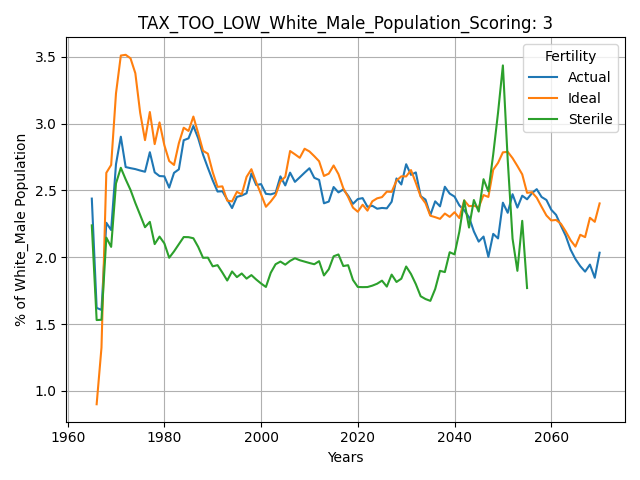 TAX_TOO_LOW_White_Male_Population_Scoring: 3
Fertility
Actual
Ideal
Sterile
% of White_Male Population
3.5
3.0
2.5
2.0
1.5
1.0
1960 1980 2000 2020 2040 2060
Years